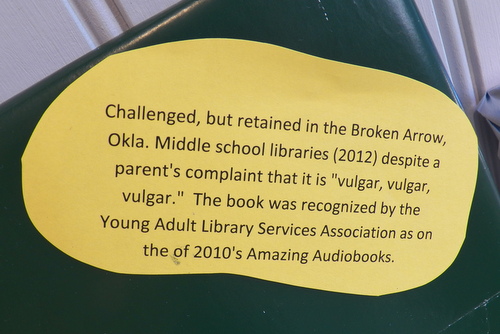 Challenged, but retained in the Broken Arrow,
Okla. Middle school libraries (2012) despite a
parent's complaint that it is "vulgar, vulgar,
vulgar." The book was recognized by the
Young Adult Library Services Association as on
the of 2010's Amazing Audiobooks.